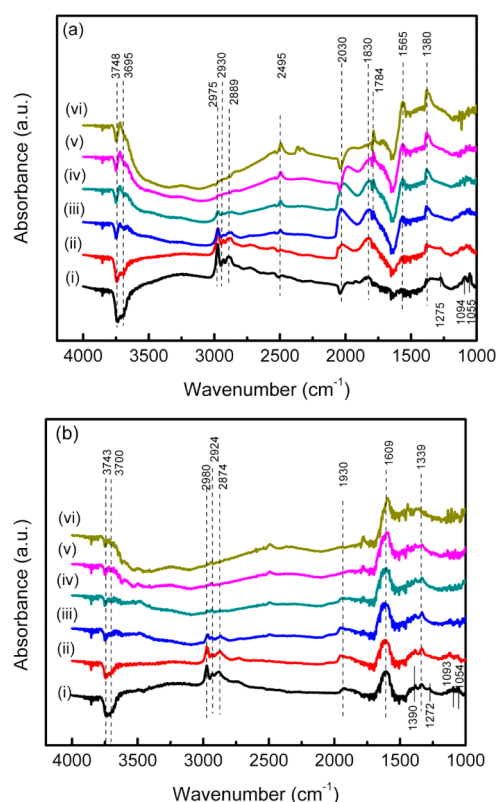 (a)
3748
3695
2975
2930
2889
2495
2030
1830
1784
1565
1380
(vi)
(v)
(iv)
(iii)
(ii)
(i)
1275
1094
1055
Absorbance (a.u.)
4000 3500 3000 2500 2000 1500 1000
Wavenumber (cm⁻¹)
(b)
3743
3700
2980
2924
2874
1930
1609
1339
(vi)
(v)
(iv)
(iii)
(ii)
(i)
1390
1272
1093
1054
Absorbance (a.u.)
4000 3500 3000 2500 2000 1500 1000
Wavenumber (cm⁻¹)